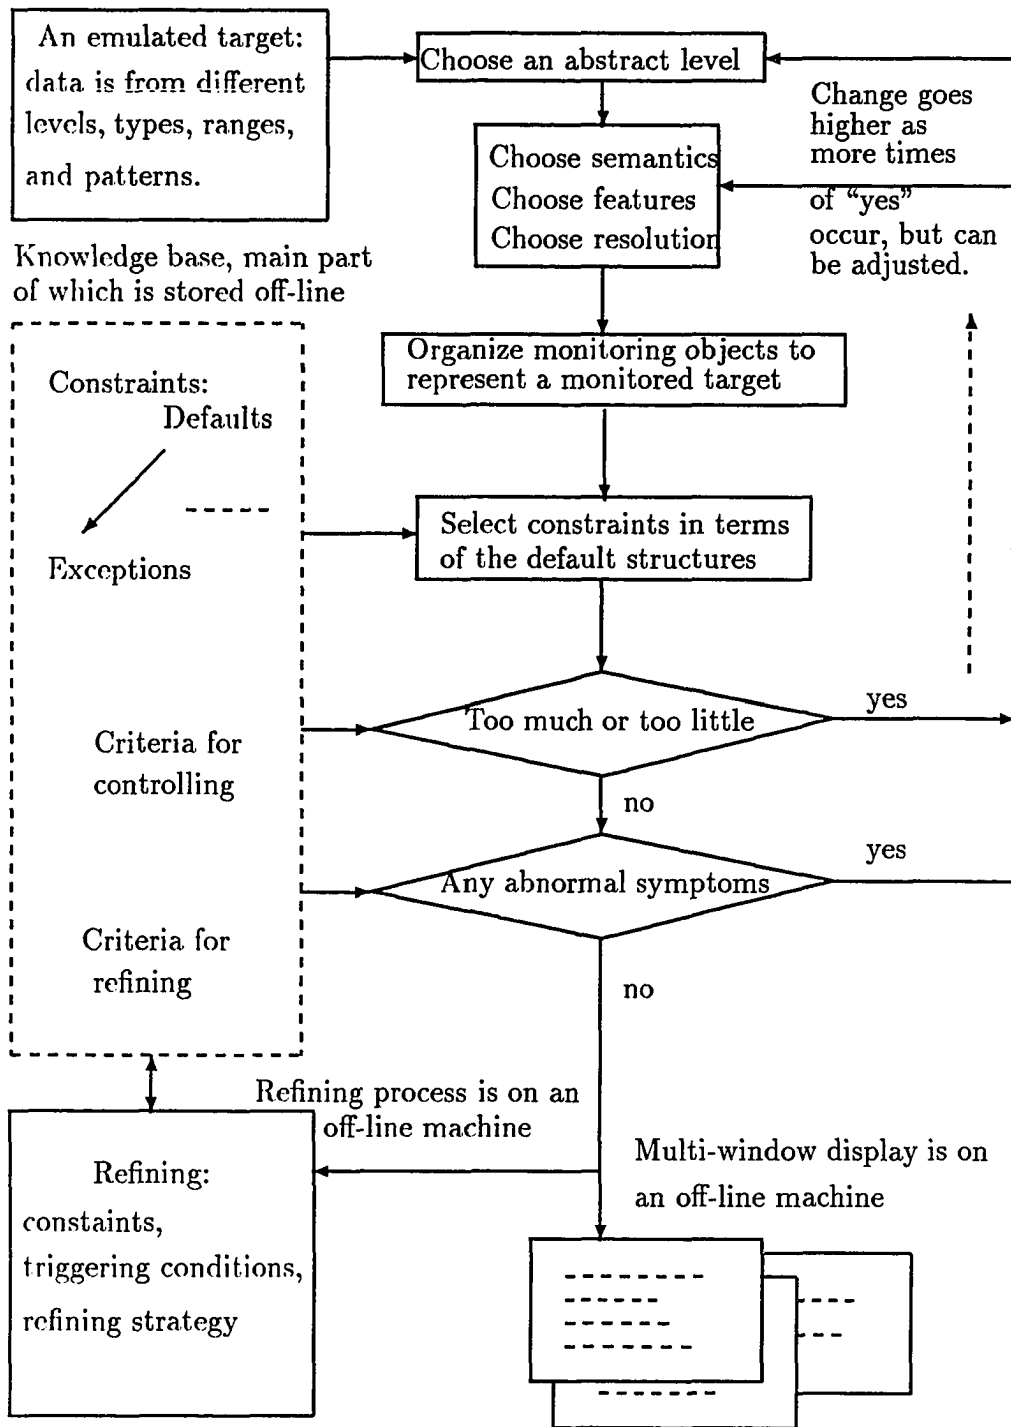 An emulated target:
data is from different
levels, types, ranges,
and patterns.
Choose an abstract level
Change goes
higher as
more times
of “yes”
occur, but can
be adjusted.
Choose semantics
Choose features
Choose resolution
Knowledge base, main part
of which is stored off-line
Organize monitoring objects to
represent a monitored target
Constraints:
Defaults
Exceptions
Select constraints in terms
of the default structures
Too much or too little
yes
Criteria for
controlling
no
Any abnormal symptoms
yes
Criteria for
refining
no
Refining process is on an
off-line machine
Multi-window display is on
an off-line machine
Refining:
constaints,
triggering conditions,
refining strategy